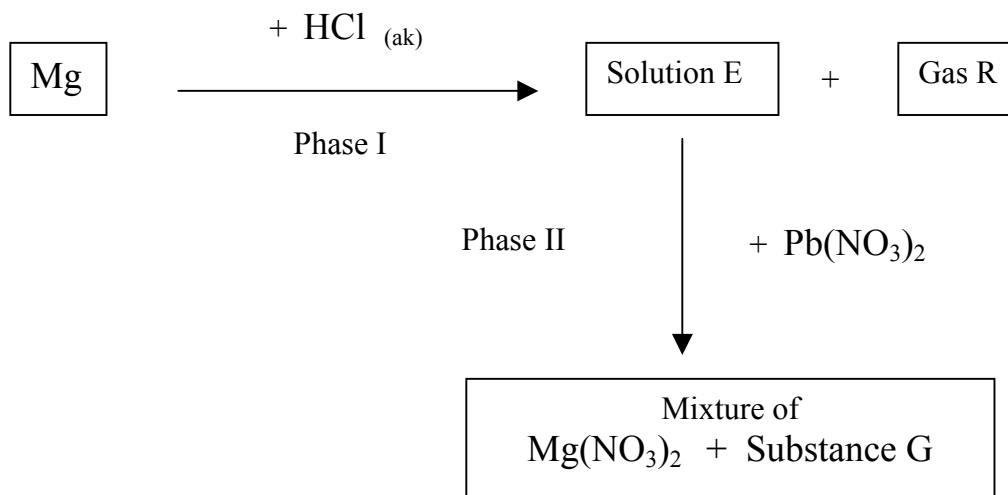 + HCl (ak)
Mg
Solution E
+
Gas R
Phase I
Phase II
+ Pb(NO₃)₂
Mixture of
Mg(NO₃)₂ + Substance G